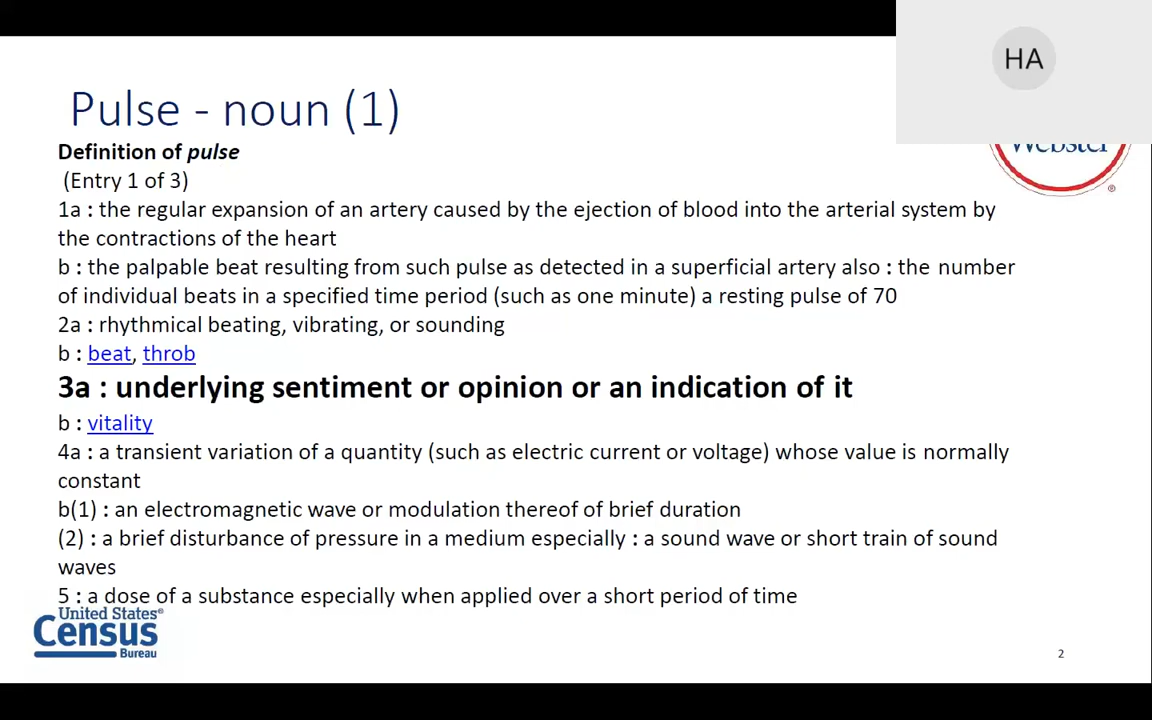 HA
Pulse - noun (1)
Webster
®
Definition of pulse
(Entry 1 of 3)
1a : the regular expansion of an artery caused by the ejection of blood into the arterial system by
the contractions of the heart
b : the palpable beat resulting from such pulse as detected in a superficial artery also : the number
of individual beats in a specified time period (such as one minute) a resting pulse of 70
2a : rhythmical beating, vibrating, or sounding
b : beat, throb
3a : underlying sentiment or opinion or an indication of it
b : vitality
4a : a transient variation of a quantity (such as electric current or voltage) whose value is normally
constant
b(1) : an electromagnetic wave or modulation thereof of brief duration
(2) : a brief disturbance of pressure in a medium especially : a sound wave or short train of sound
waves
5 : a dose of a substance especially when applied over a short period of time
United States®
Census
Bureau
2